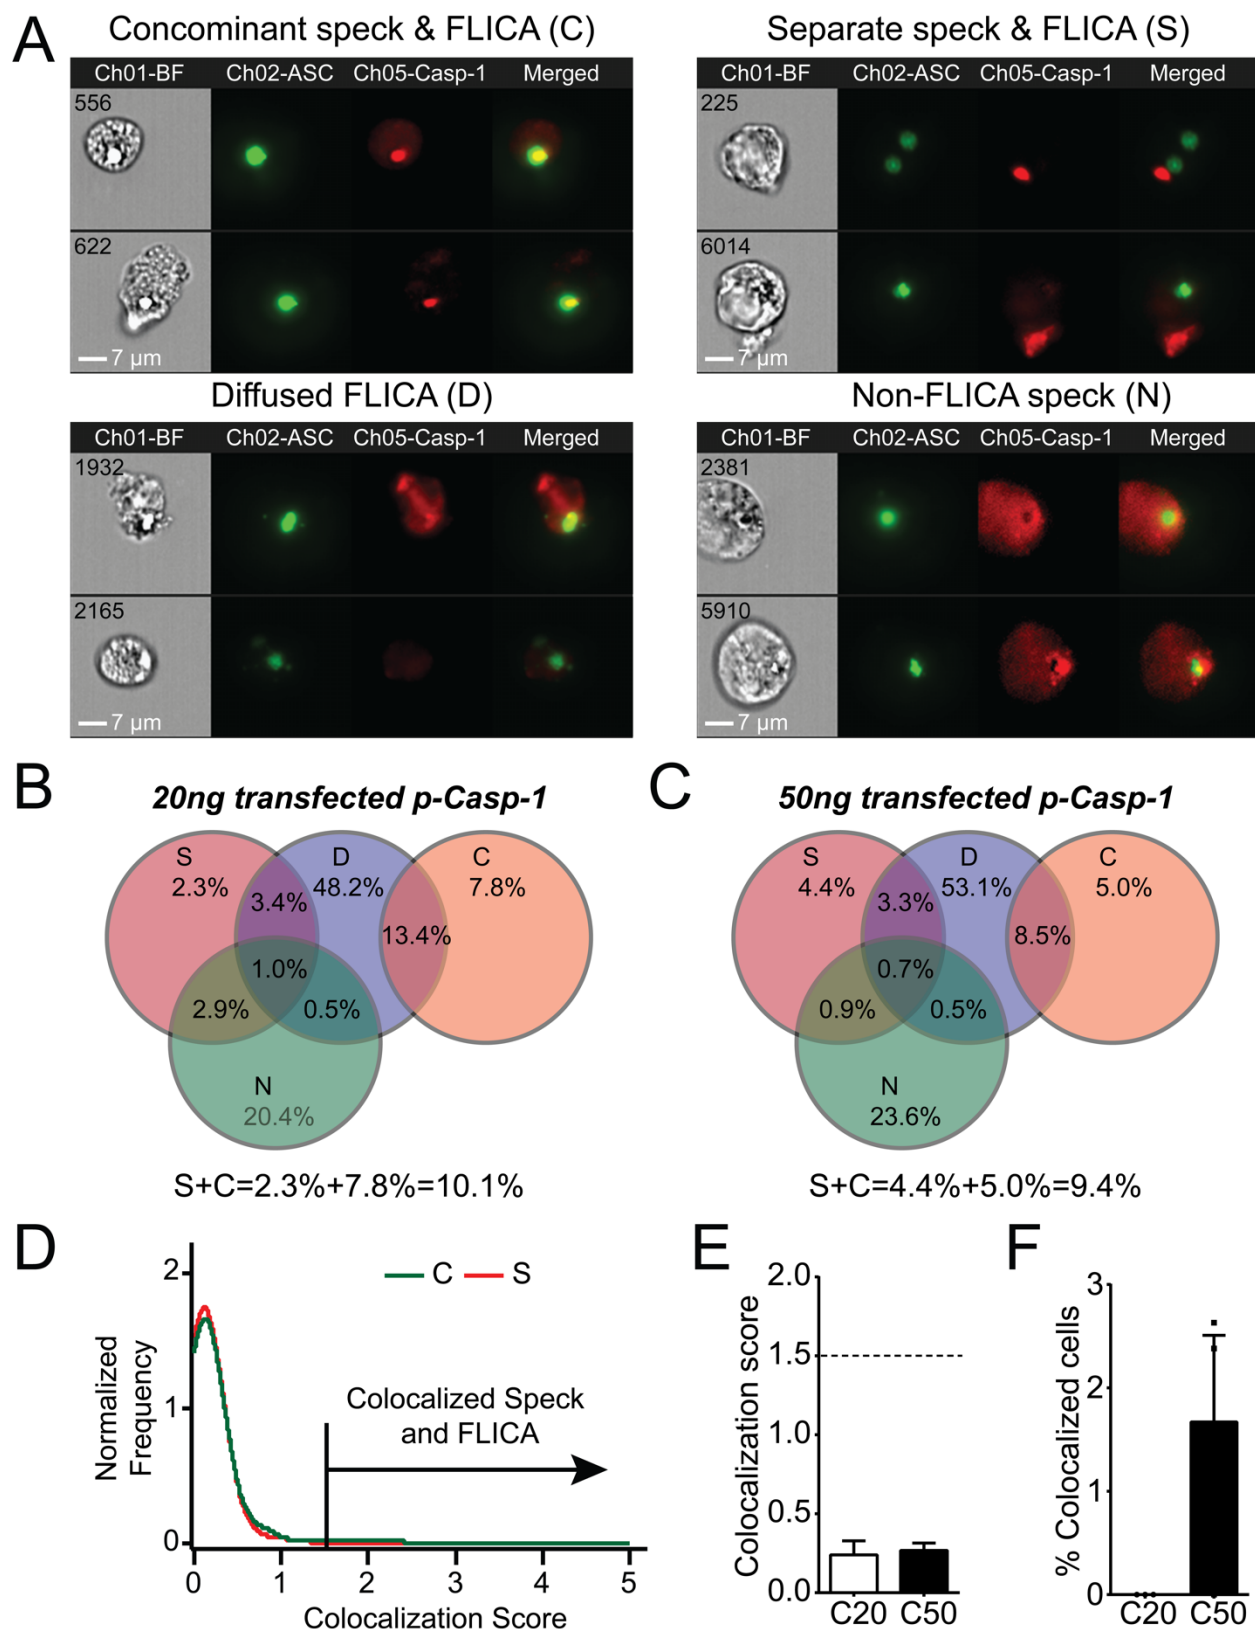 A
Concominant speck & FLICA (C)
Ch01-BF Ch02-ASC Ch05-Casp-1 Merged
556
622
7 µm
Separate speck & FLICA (S)
Ch01-BF Ch02-ASC Ch05-Casp-1 Merged
225
6014
7 µm
Diffused FLICA (D)
Ch01-BF Ch02-ASC Ch05-Casp-1 Merged
1932
2165
7 µm
Non-FLICA speck (N)
Ch01-BF Ch02-ASC Ch05-Casp-1 Merged
2381
5910
7 µm
B
20ng transfected p-Casp-1
S D C
2.3% 48.2% 7.8%
3.4%
13.4%
1.0%
2.9% 0.5%
N
20.4%
S+C=2.3%+7.8%=10.1%
C
50ng transfected p-Casp-1
S D C
4.4% 53.1% 5.0%
3.3%
8.5%
0.7%
0.9% 0.5%
N
23.6%
S+C=4.4%+5.0%=9.4%
D
2
1
0
Normalized
Frequency
C S
Colocalized Speck
and FLICA
0 1 2 3 4 5
Colocalization Score
E
Colocalization score
2.0
1.5
1.0
0.5
0.0
C20 C50
F
% Colocalized cells
3
2
1
0
C20 C50